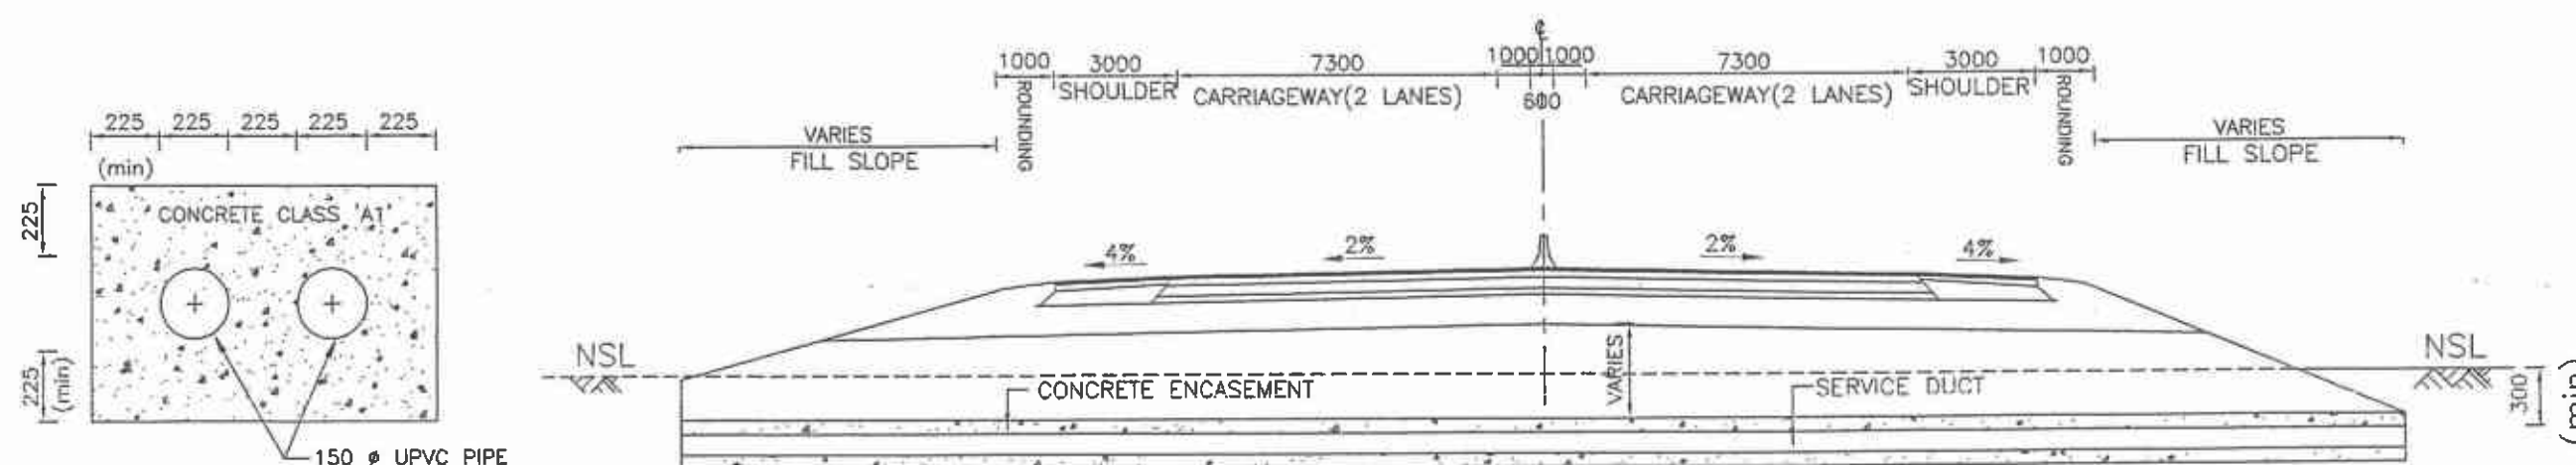 225 225 225 225 225
(min)
225
CONCRETE CLASS 'A1'
225
(min)
150 ø UPVC PIPE
℄
1000 3000 7300 1000 1000 7300 3000 1000
ROUNDING SHOULDER CARRIAGEWAY(2 LANES) 600 CARRIAGEWAY(2 LANES) SHOULDER ROUNDING
VARIES
FILL SLOPE
VARIES
FILL SLOPE
4% 2% 2% 4%
NSL
NSL
VARIES
CONCRETE ENCASEMENT
SERVICE DUCT
300
(min)